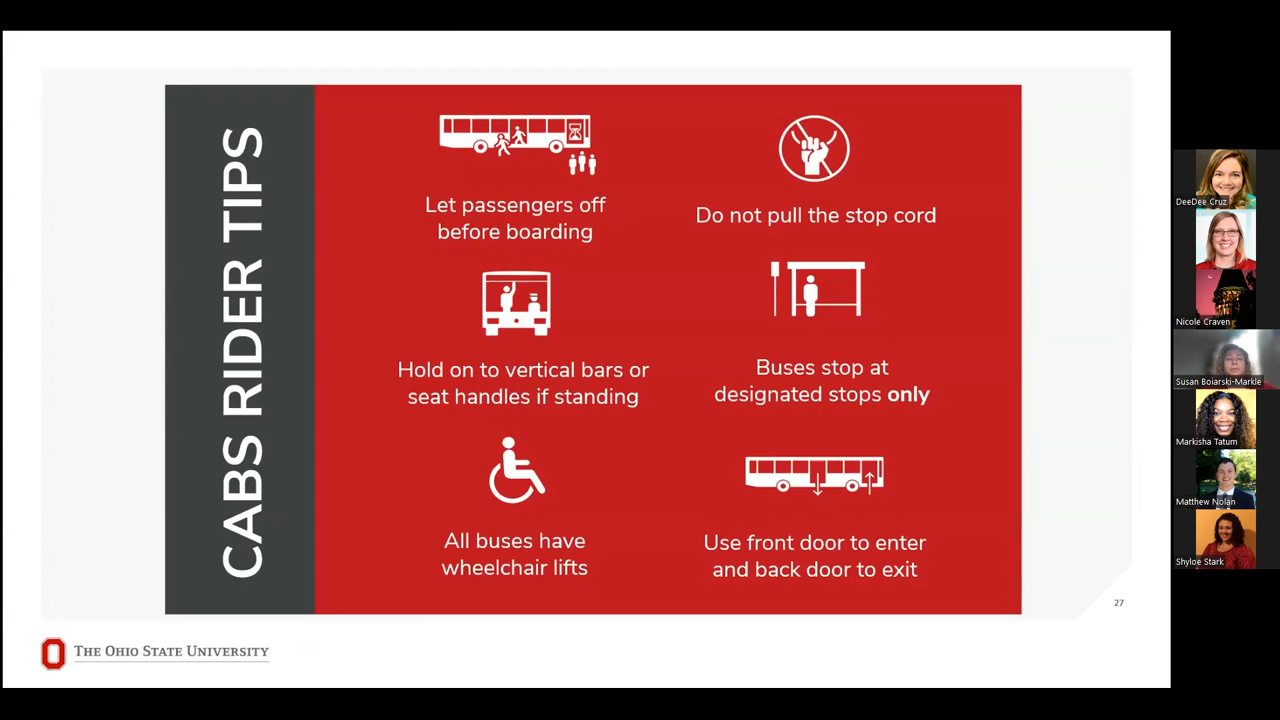 CABS RIDER TIPS
Let passengers off
before boarding
Do not pull the stop cord
Hold on to vertical bars or
seat handles if standing
Buses stop at
designated stops only
All buses have
wheelchair lifts
Use front door to enter
and back door to exit
27
THE OHIO STATE UNIVERSITY
DeeDee Cruz
Nicole Craven
Susan Boiarski-Markle
Markisha Tatum
Matthew Nolan
Shyloe Stark